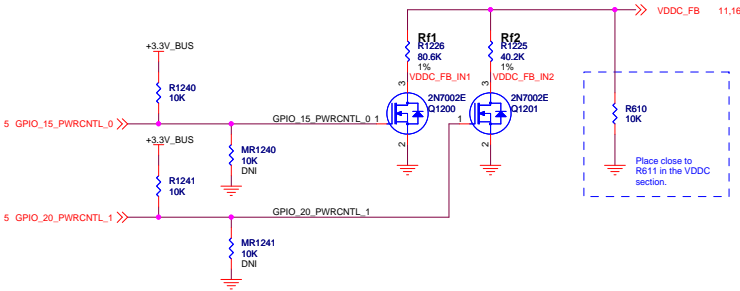 VDDC_FB 11,16
Rf1
R1226
80.6K
1%
VDDC_FB_IN1
Rf2
R1225
40.2K
1%
VDDC_FB_IN2
+3.3V_BUS
R1240
10K
3
2N7002E
Q1200
3
2N7002E
Q1201
R610
10K
5 GPIO_15_PWRCNTL_0
GPIO_15_PWRCNTL_0
1
1
2
2
+3.3V_BUS
MR1240
10K
DNI
R1241
10K
Place close to
R611 in the VDDC
section.
5 GPIO_20_PWRCNTL_1
GPIO_20_PWRCNTL_1
MR1241
10K
DNI